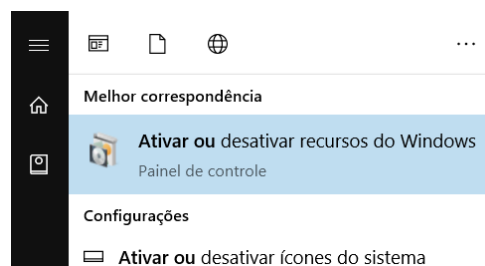 Melhor correspondência
Ativar ou desativar recursos do Windows
Painel de controle
Configurações
Ativar ou desativar ícones do sistema